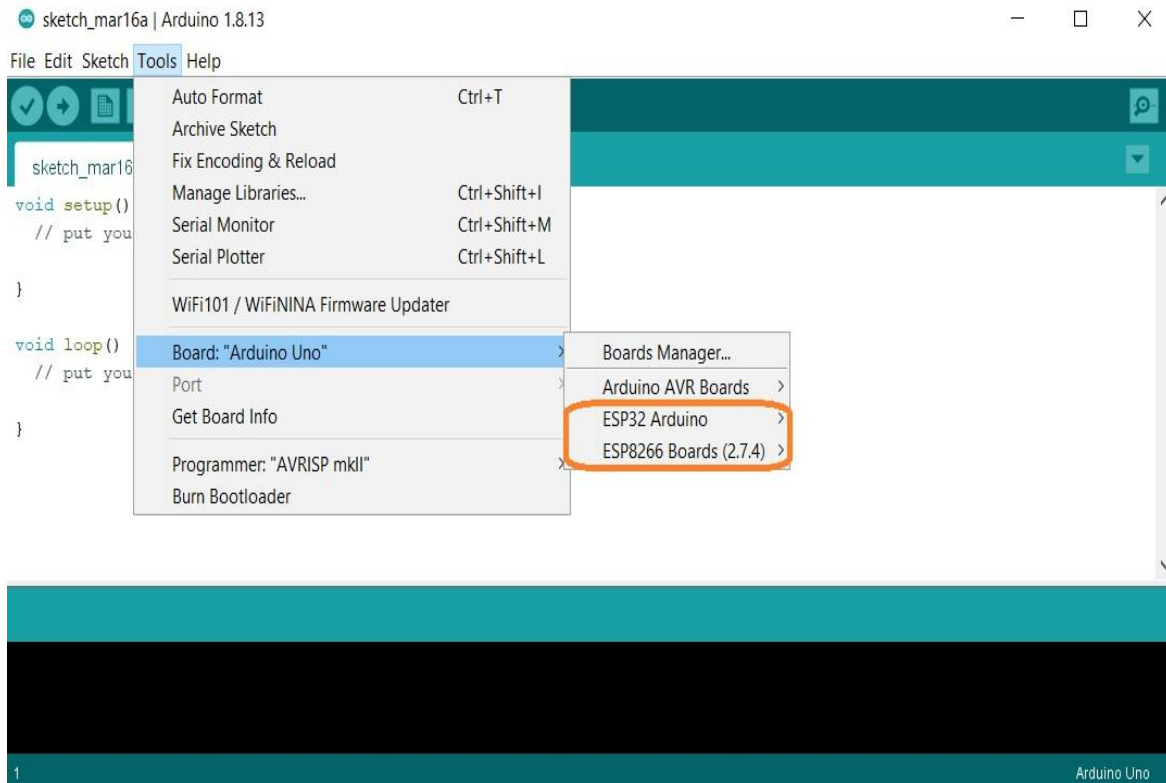 sketch_mar16a | Arduino 1.8.13
File Edit Sketch Tools Help
Auto Format Ctrl+T
Archive Sketch
Fix Encoding & Reload
Manage Libraries... Ctrl+Shift+I
Serial Monitor Ctrl+Shift+M
Serial Plotter Ctrl+Shift+L
WiFi101 / WiFiNINA Firmware Updater
Board: "Arduino Uno"
Port
Get Board Info
Programmer: "AVRISP mkII"
Burn Bootloader
Boards Manager...
Arduino AVR Boards
ESP32 Arduino
ESP8266 Boards (2.7.4)
sketch_mar16
void setup()
// put you
}
void loop()
// put you
}
1 Arduino Uno